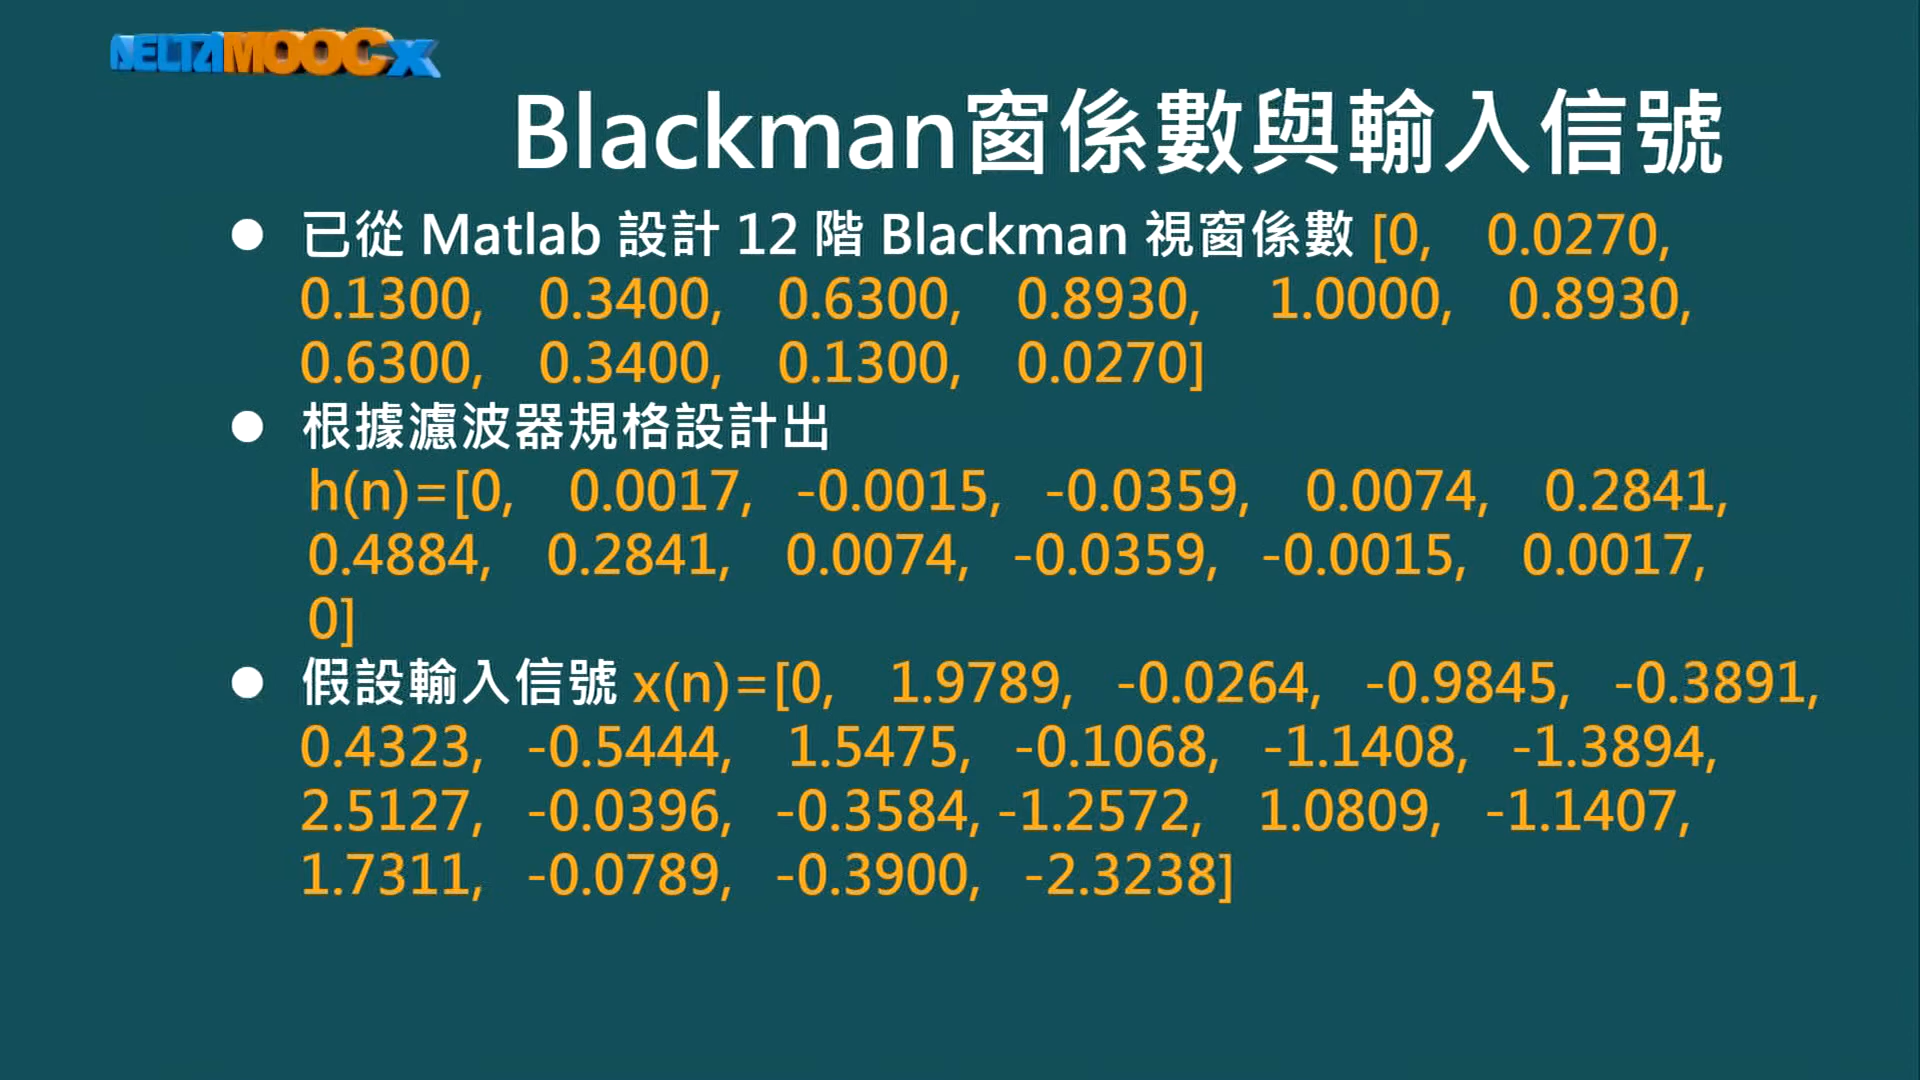 DELTAMOOCx
Blackman窗係數與輸入信號
● 已從 Matlab 設計 12 階 Blackman 視窗係數 [0, 0.0270,
0.1300, 0.3400, 0.6300, 0.8930, 1.0000, 0.8930,
0.6300, 0.3400, 0.1300, 0.0270]
● 根據濾波器規格設計出
h(n)=[0, 0.0017, -0.0015, -0.0359, 0.0074, 0.2841,
0.4884, 0.2841, 0.0074, -0.0359, -0.0015, 0.0017,
0]
● 假設輸入信號 x(n)=[0, 1.9789, -0.0264, -0.9845, -0.3891,
0.4323, -0.5444, 1.5475, -0.1068, -1.1408, -1.3894,
2.5127, -0.0396, -0.3584, -1.2572, 1.0809, -1.1407,
1.7311, -0.0789, -0.3900, -2.3238]